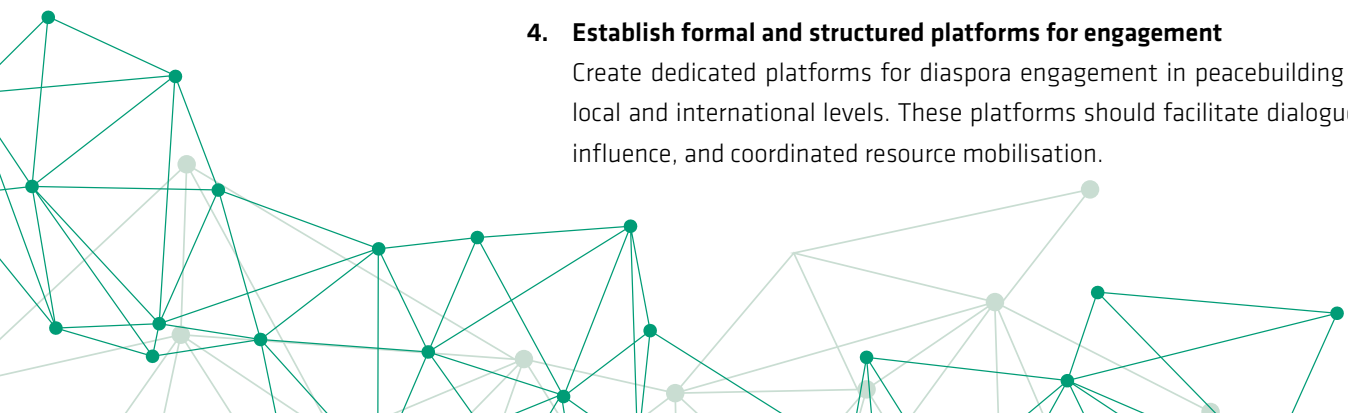 4. Establish formal and structured platforms for engagement
Create dedicated platforms for diaspora engagement in peacebuilding
local and international levels. These platforms should facilitate dialogue
influence, and coordinated resource mobilisation.